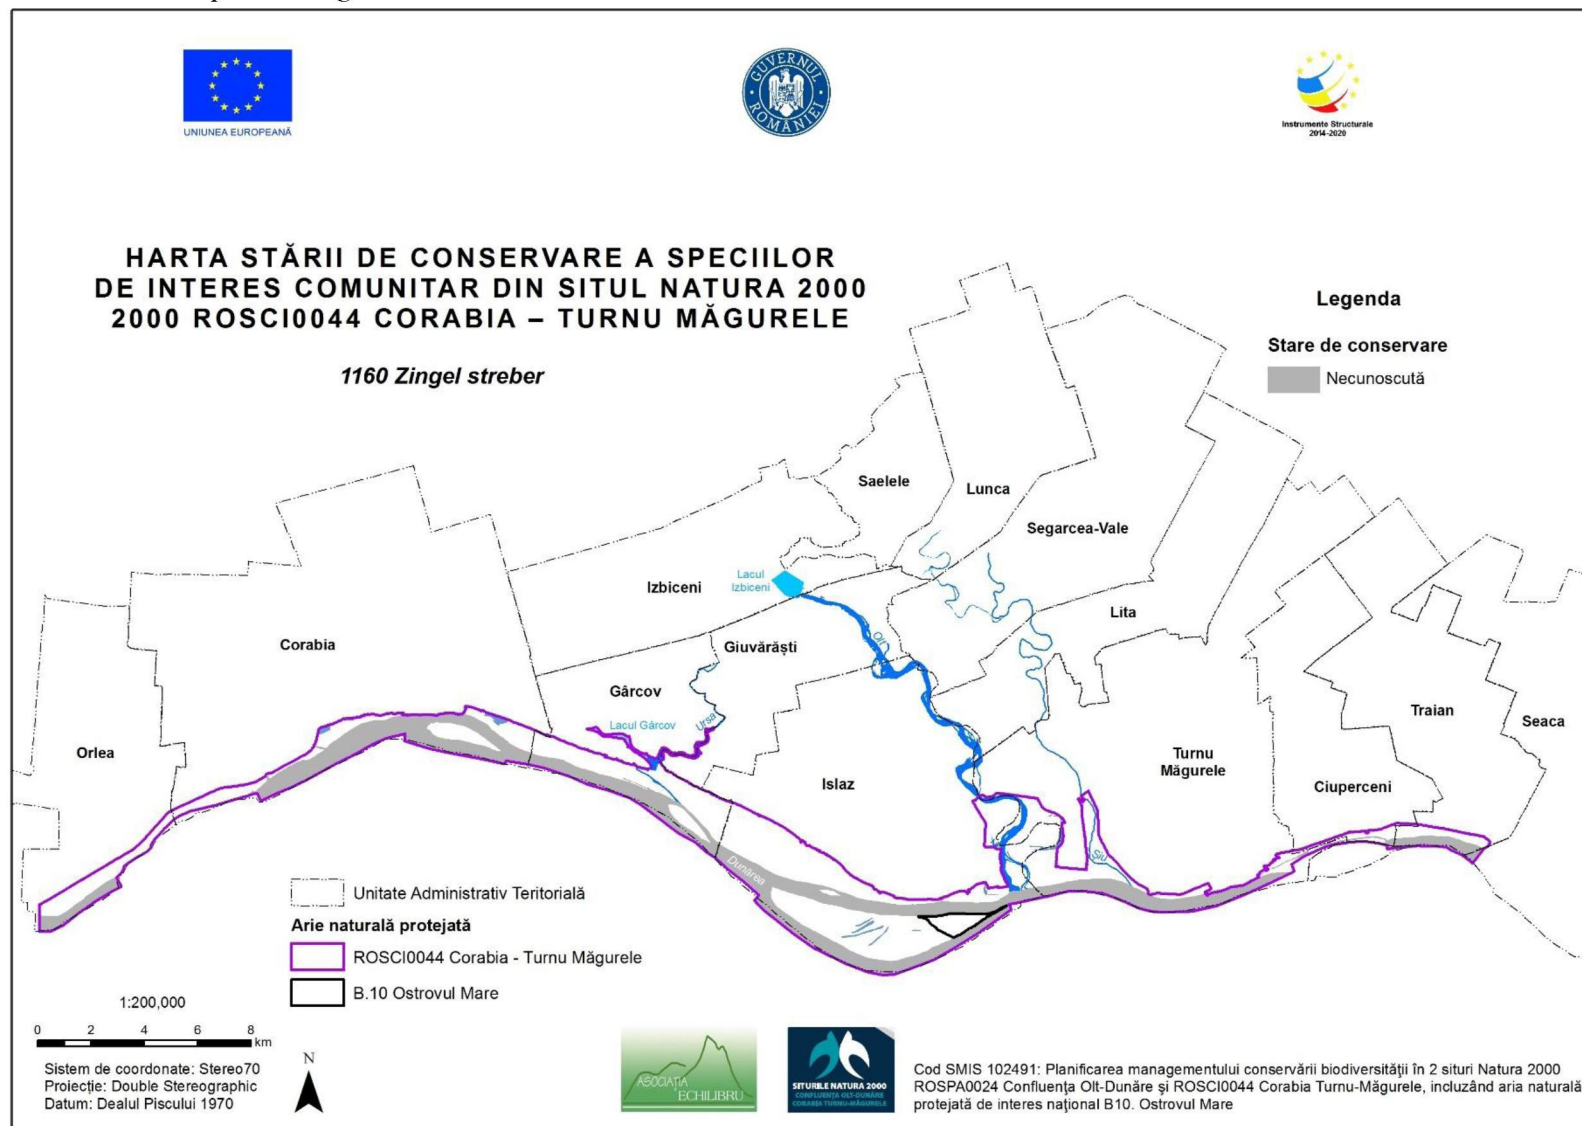 UNIUNEA EUROPEANĂ
GUVERNUL ROMÂNIEI
Instrumente Structurale
2014-2020
HARTA STĂRII DE CONSERVARE A SPECIILOR
DE INTERES COMUNITAR DIN SITUL NATURA 2000
2000 ROSCI0044 CORABIA – TURNU MĂGURELE
1160 Zingel streber
Legenda
Stare de conservare
Necunoscută
Saelele
Lunca
Segarcea-Vale
Lacul
Izbiceni
Izbiceni
Lita
Corabia
Olt
Giuvărăști
Gârcov
Lacul Gârcov
Ursa
Traian
Seaca
Orlea
Turnu
Măgurele
Islaz
Ciuperceni
Siu
Dunărea
Unitate Administrativ Teritorială
Arie naturală protejată
ROSCI0044 Corabia - Turnu Măgurele
B.10 Ostrovul Mare
1:200,000
0 2 4 6 8
km
N
Sistem de coordonate: Stereo70
Proiecție: Double Stereographic
Datum: Dealul Piscului 1970
ASOCIAȚIA
ECHILIBRU
SITURILE NATURA 2000
CONFLUENȚA OLT-DUNĂRE
CORABIA TURNU-MĂGURELE
Cod SMIS 102491: Planificarea managementului conservării biodiversității în 2 situri Natura 2000
ROSPA0024 Confluența Olt-Dunăre și ROSCI0044 Corabia Turnu-Măgurele, incluzând aria naturală
protejată de interes național B10. Ostrovul Mare